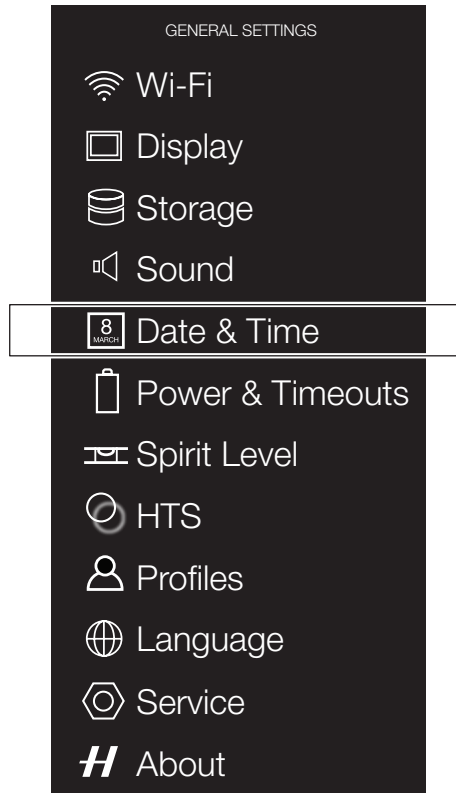 GENERAL SETTINGS
Wi-Fi
Display
Storage
Sound
8
MARCH
Date & Time
Power & Timeouts
Spirit Level
HTS
Profiles
Language
Service
H About